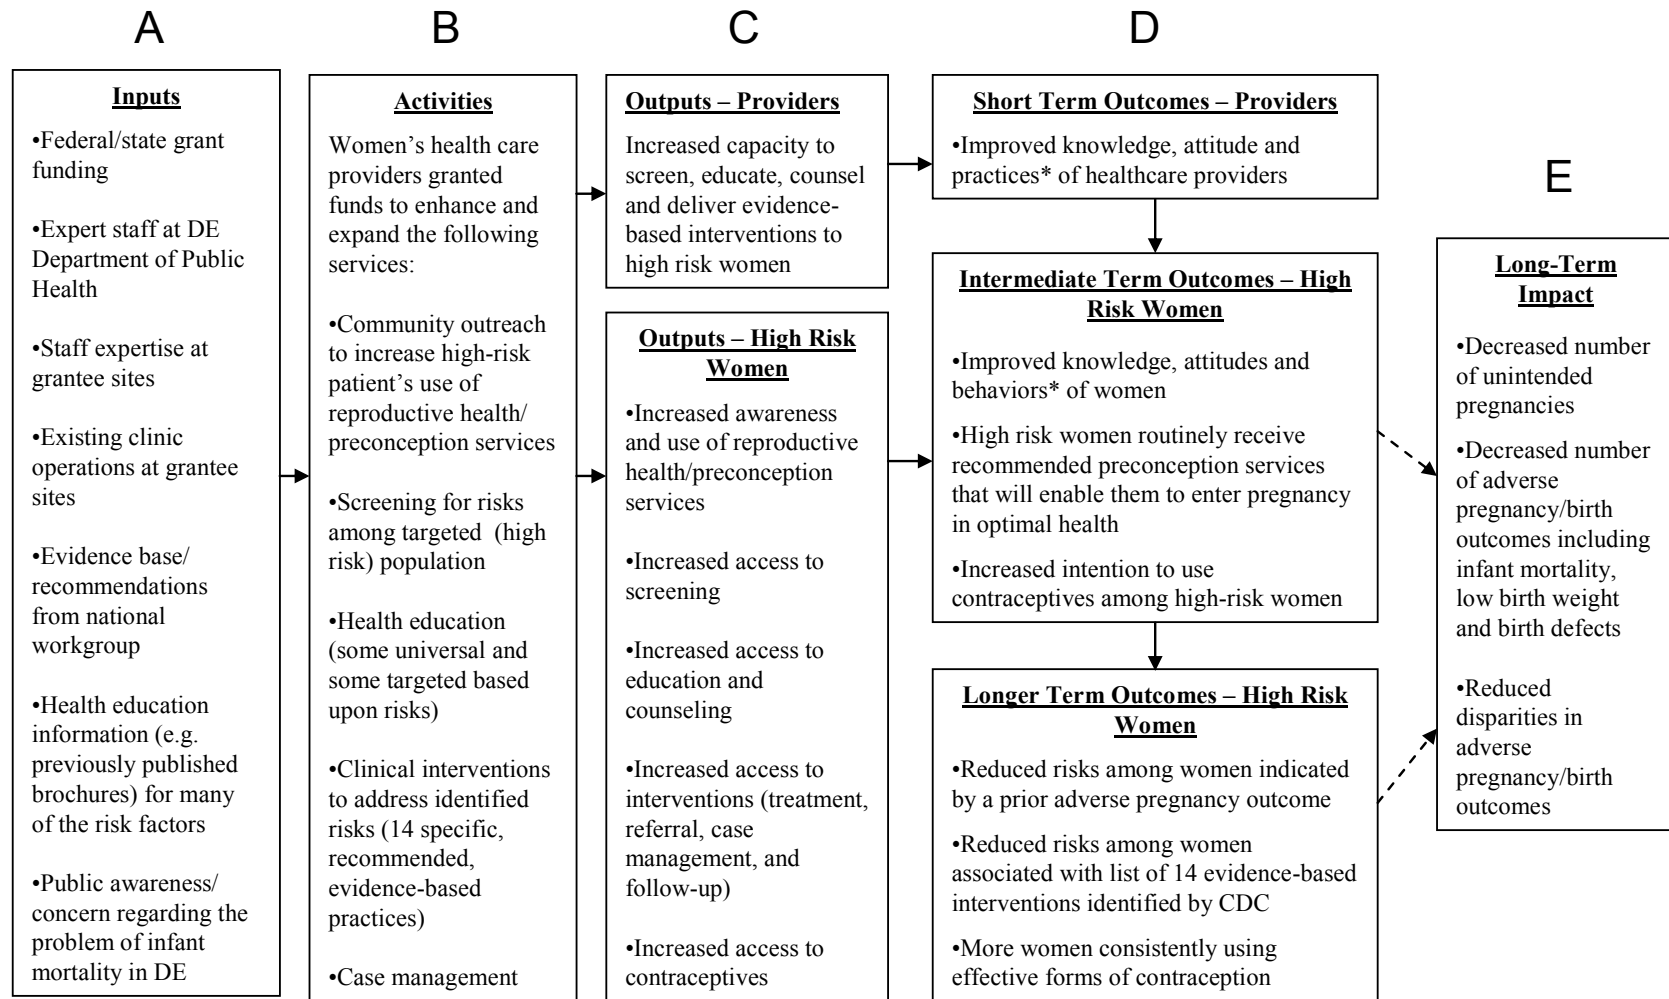 A
Inputs
•Federal/state grant
funding
•Expert staff at DE
Department of Public
Health
•Staff expertise at
grantee sites
•Existing clinic
operations at grantee
sites
•Evidence base/
recommendations
from national
workgroup
•Health education
information (e.g.
previously published
brochures) for many
of the risk factors
•Public awareness/
concern regarding the
problem of infant
mortality in DE
B
Activities
Women’s health care
providers granted
funds to enhance and
expand the following
services:
•Community outreach
to increase high-risk
patient’s use of
reproductive health/
preconception services
•Screening for risks
among targeted (high
risk) population
•Health education
(some universal and
some targeted based
upon risks)
•Clinical interventions
to address identified
risks (14 specific,
recommended,
evidence-based
practices)
•Case management
C
Outputs – Providers
Increased capacity to
screen, educate, counsel
and deliver evidence-
based interventions to
high risk women
Outputs – High Risk
Women
•Increased awareness
and use of reproductive
health/preconception
services
•Increased access to
screening
•Increased access to
education and
counseling
•Increased access to
interventions (treatment,
referral, case
management, and
follow-up)
•Increased access to
contraceptives
D
Short Term Outcomes – Providers
•Improved knowledge, attitude and
practices* of healthcare providers
Intermediate Term Outcomes – High
Risk Women
•Improved knowledge, attitudes and
behaviors* of women
•High risk women routinely receive
recommended preconception services
that will enable them to enter pregnancy
in optimal health
•Increased intention to use
contraceptives among high-risk women
Longer Term Outcomes – High Risk
Women
•Reduced risks among women indicated
by a prior adverse pregnancy outcome
•Reduced risks among women
associated with list of 14 evidence-based
interventions identified by CDC
•More women consistently using
effective forms of contraception
E
Long-Term
Impact
•Decreased number
of unintended
pregnancies
•Decreased number
of adverse
pregnancy/birth
outcomes including
infant mortality,
low birth weight
and birth defects
•Reduced
disparities in
adverse
pregnancy/birth
outcomes